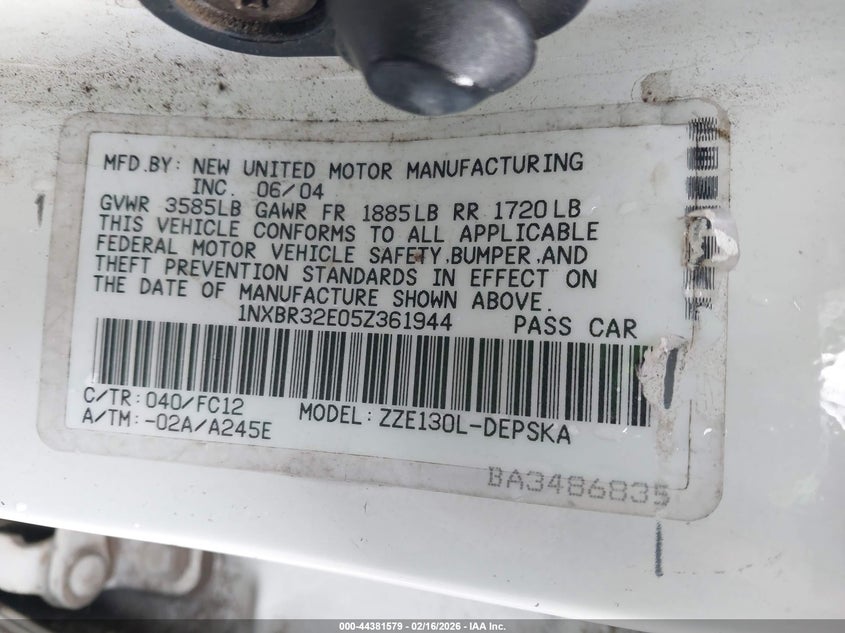 MFD.BY: NEW UNITED MOTOR MANUFACTURING
INC. 06/04
GVWR 3585LB GAWR FR 1885LB RR 1720LB
THIS VEHICLE CONFORMS TO ALL APPLICABLE
FEDERAL MOTOR VEHICLE SAFETY.BUMPER.AND
THEFT PREVENTION STANDARDS IN EFFECT ON
THE DATE OF MANUFACTURE SHOWN ABOVE.
1NXBR32E05Z361944 PASS CAR
C/TR: 040/FC12 MODEL: ZZE130L-DEPSKA
A/TM: -02A/A245E
BA3486835
000-44381579 - 02/16/2026 - IAA Inc.